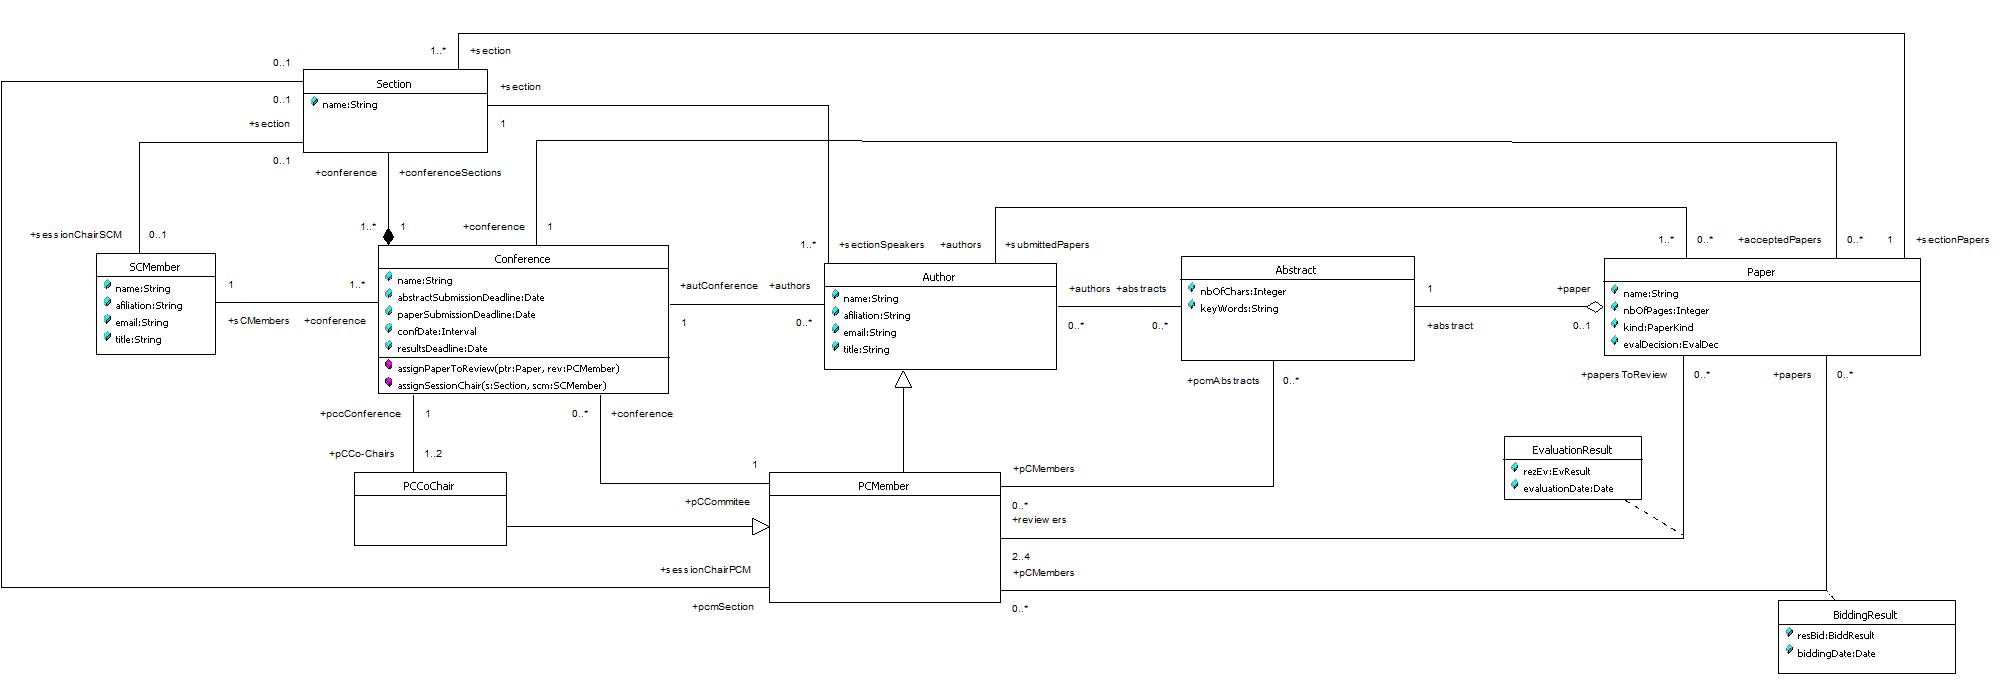 1..* +section
0..1
Section
+section
0..1
name:String
+section
1
0..1
+conference +conferenceSections
1..* 1 +conference 1
+sessionChairSCM 0..1
1..* +sectionSpeakers +authors +submittedPapers
1..* 0..* +acceptedPapers 0..* 1 +sectionPapers
SCMember
name:String
afiliation:String
email:String
title:String
1 1..*
+sCMembers +conference
Conference
name:String
abstractSubmissionDeadline:Date
paperSubmissionDeadline:Date
confDate:Interval
resultsDeadline:Date
assignPaperToReview(ptr:Paper, rev:PCMember)
assignSessionChair(s:Section, scm:SCMember)
+autConference +authors
1 0..*
Author
name:String
afiliation:String
email:String
title:String
+authors +abstracts
0..* 0..*
Abstract
nbOfChars:Integer
keyWords:String
1 +paper
+abstract 0..1
Paper
name:String
nbOfPages:Integer
kind:PaperKind
evalDecision:EvalDec
+pcmAbstracts 0..*
+papersToReview 0..* +papers 0..*
+pccConference 1 0..* +conference
+pCCo-Chairs 1..2
1
+pCCommitee
PCCoChair
PCMember
+pCMembers
0..*
+reviewers
2..4
+pCMembers
0..*
EvaluationResult
rezEv:EvResult
evaluationDate:Date
+sessionChairPCM
+pcmSection
BiddingResult
resBid:BiddResult
biddingDate:Date